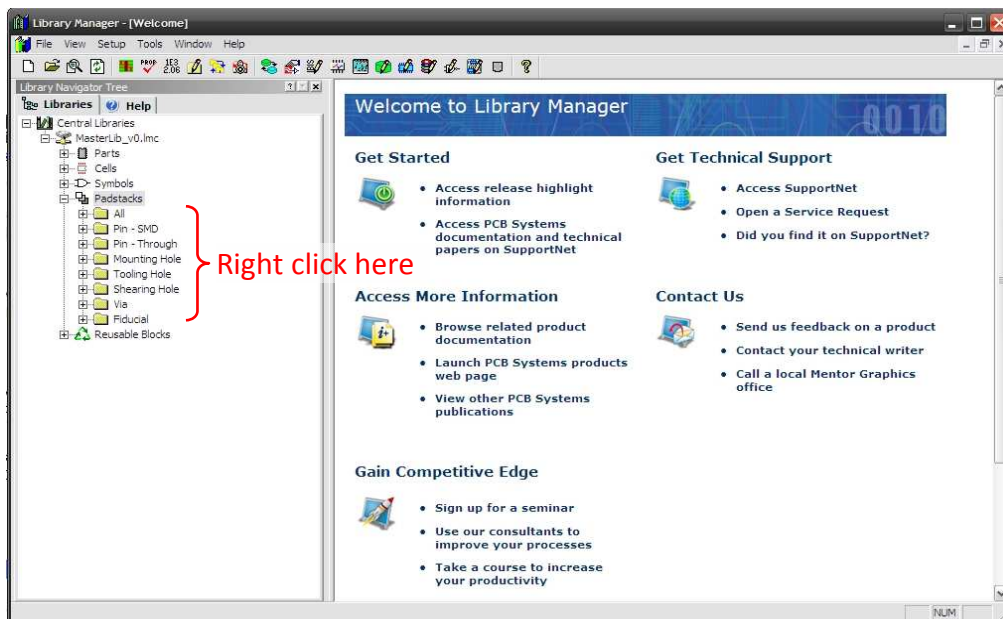 Library Manager - [Welcome]
File View Setup Tools Window Help
Library Navigator Tree
Libraries Help
Central Libraries
MasterLib_v0.lmc
Parts
Cells
Symbols
Padstacks
All
Pin - SMD
Pin - Through
Mounting Hole
Tooling Hole
Shearing Hole
Via
Fiducial
Reusable Blocks
Right click here
Welcome to Library Manager
0010
Get Started
Access release highlight
information
Access PCB Systems
documentation and technical
papers on SupportNet
Get Technical Support
Access SupportNet
Open a Service Request
Did you find it on SupportNet?
Access More Information
Browse related product
documentation
Launch PCB Systems products
web page
View other PCB Systems
publications
Contact Us
Send us feedback on a product
Contact your technical writer
Call a local Mentor Graphics
office
Gain Competitive Edge
Sign up for a seminar
Use our consultants to
improve your processes
Take a course to increase
your productivity
NUM